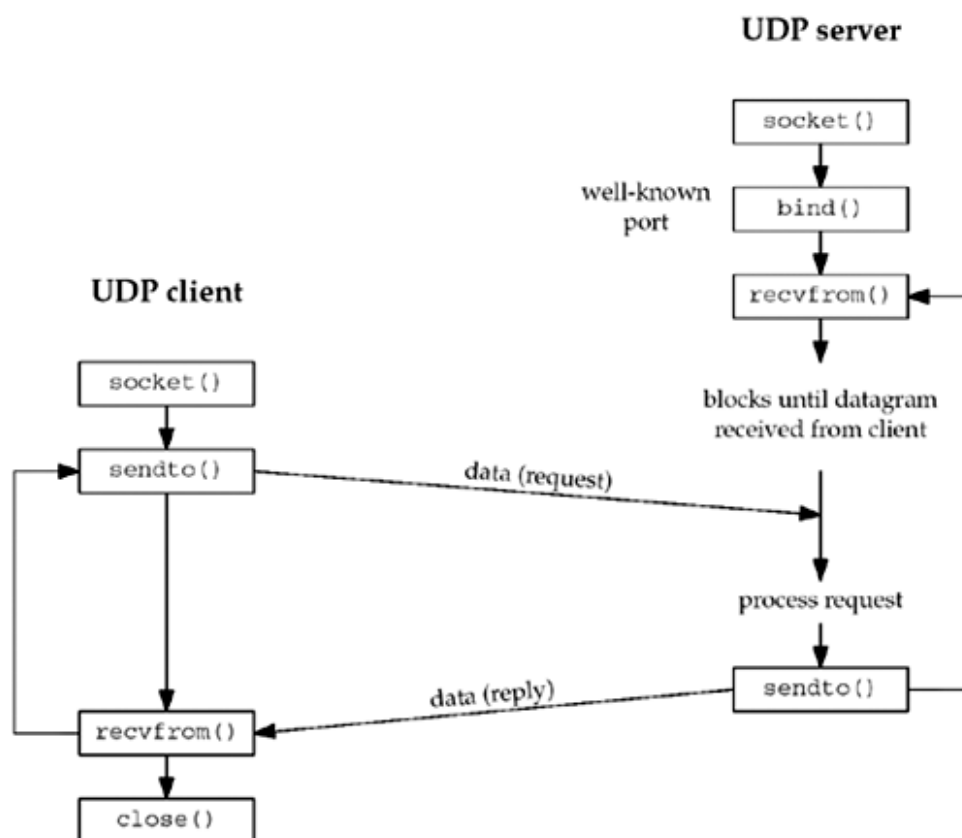 UDP server
socket()
well-known
port
bind()
recvfrom()
UDP client
socket()
blocks until datagram
received from client
sendto()
data (request)
process request
data (reply)
sendto()
recvfrom()
close()